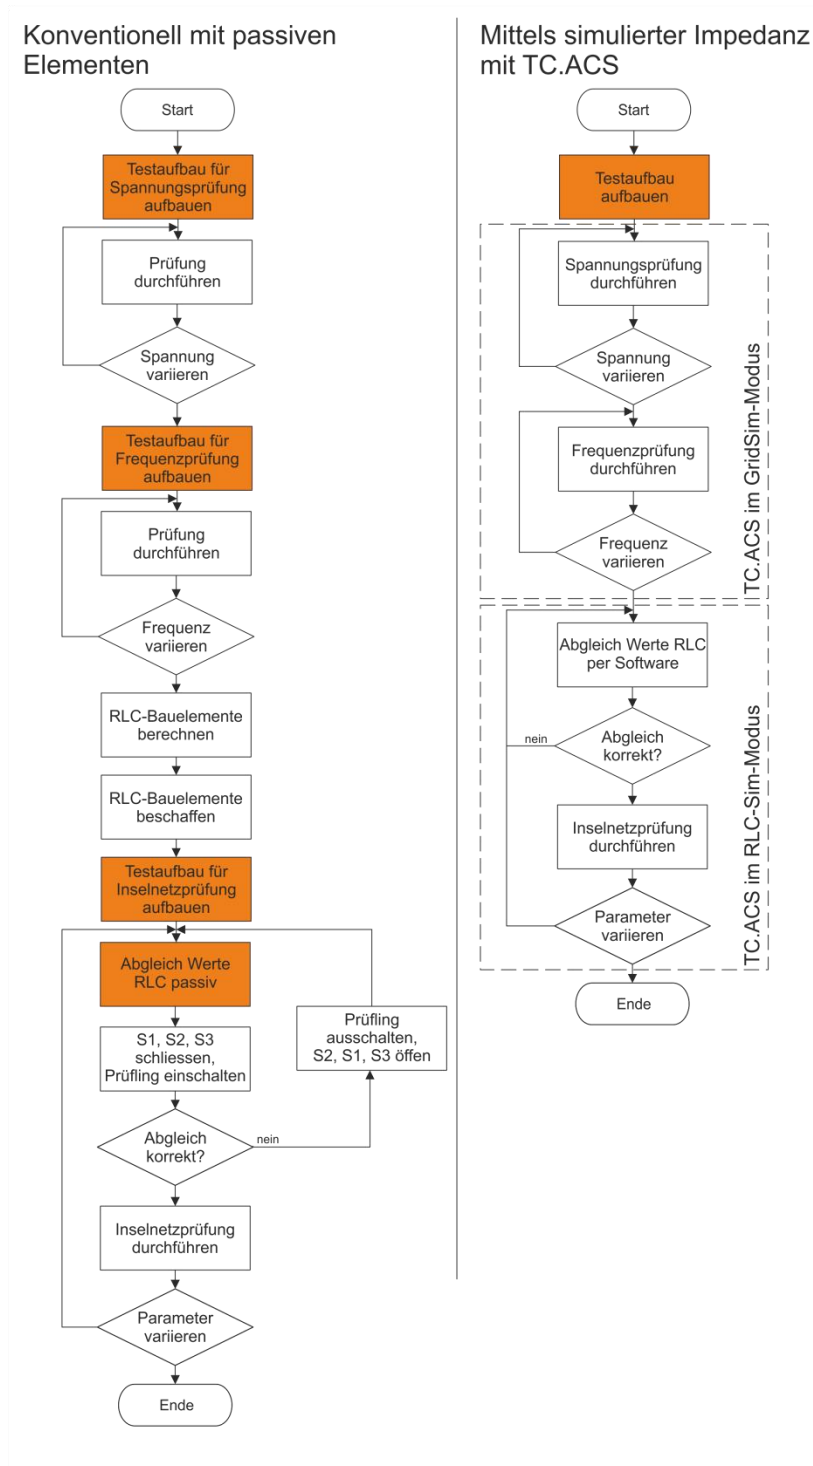 Konventionell mit passiven
Elementen
Start
Testaufbau für
Spannungsprüfung
aufbauen
Prüfung
durchführen
Spannung
variieren
Testaufbau für
Frequenzprüfung
aufbauen
Prüfung
durchführen
Frequenz
variieren
RLC-Bauelemente
berechnen
RLC-Bauelemente
beschaffen
Testaufbau für
Inselnetzprüfung
aufbauen
Abgleich Werte
RLC passiv
S1, S2, S3
schliessen,
Prüfling einschalten
Prüfling
ausschalten,
S2, S1, S3 öffen
Abgleich
korrekt?
nein
Inselnetzprüfung
durchführen
Parameter
variieren
Ende
Mittels simulierter Impedanz
mit TC.ACS
Start
Testaufbau
aufbauen
Spannungsprüfung
durchführen
Spannung
variieren
Frequenzprüfung
durchführen
Frequenz
variieren
TC.ACS im GridSim-Modus
Abgleich Werte RLC
per Software
nein
Abgleich
korrekt?
Inselnetzprüfung
durchführen
Parameter
variieren
TC.ACS im RLC-Sim-Modus
Ende